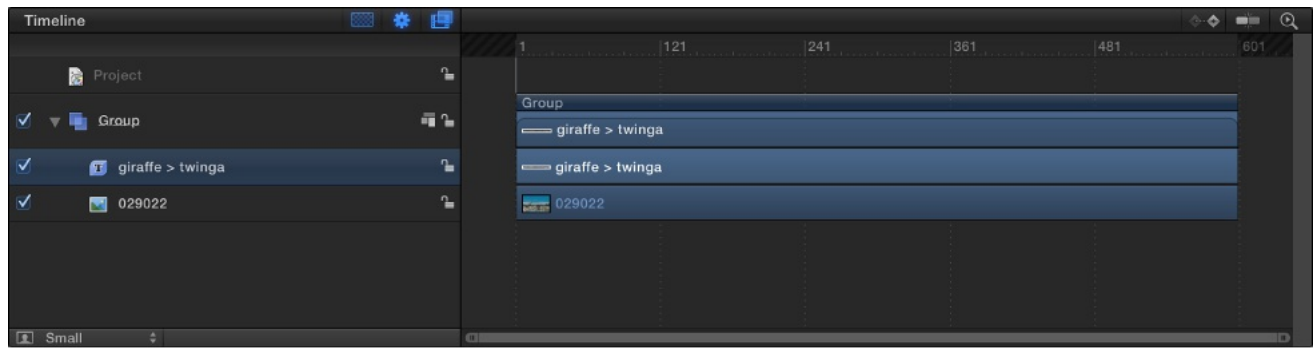 Timeline
1 121 241 361 481 601
Project
Group
Group
giraffe > twinga
giraffe > twinga
giraffe > twinga
029022
029022
Small